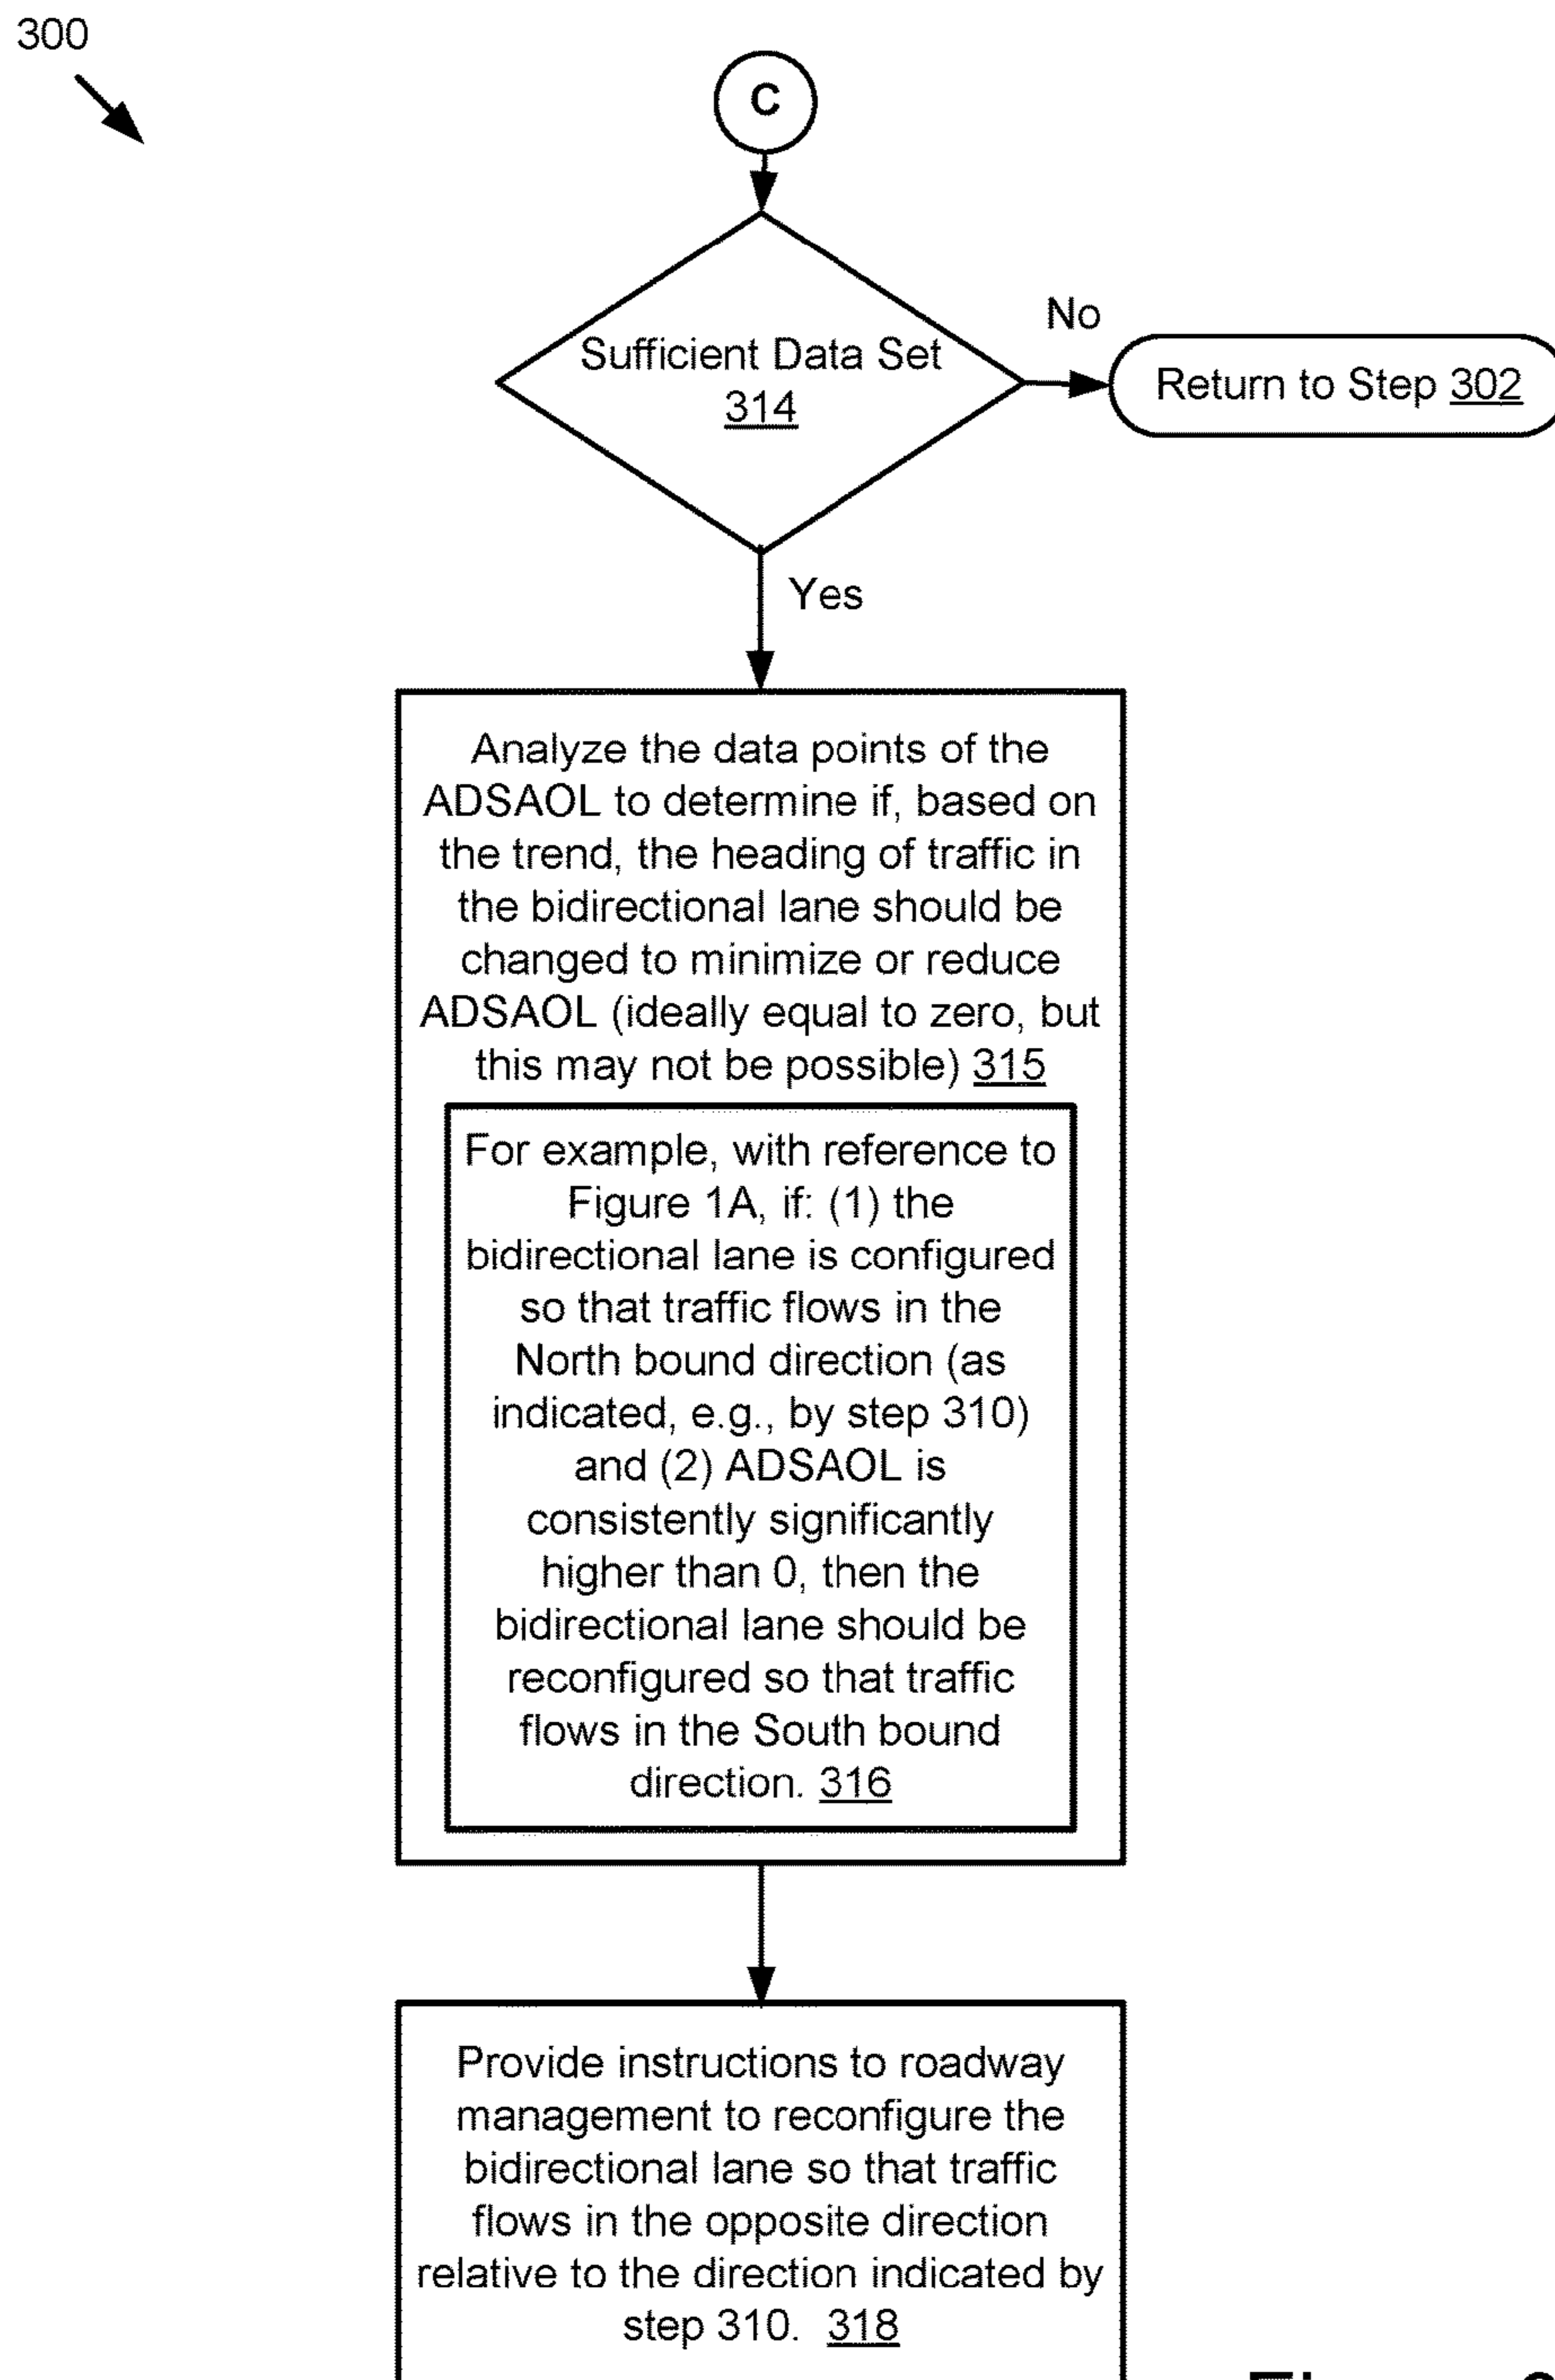 300
C
Sufficient Data Set
314
No
Return to Step 302
Yes
Analyze the data points of the
ADSAOL to determine if, based on
the trend, the heading of traffic in
the bidirectional lane should be
changed to minimize or reduce
ADSAOL (ideally equal to zero, but
this may not be possible) 315
For example, with reference to
Figure 1A, if: (1) the
bidirectional lane is configured
so that traffic flows in the
North bound direction (as
indicated, e.g., by step 310)
and (2) ADSAOL is
consistently significantly
higher than 0, then the
bidirectional lane should be
reconfigured so that traffic
flows in the South bound
direction. 316
Provide instructions to roadway
management to reconfigure the
bidirectional lane so that traffic
flows in the opposite direction
relative to the direction indicated by
step 310. 318